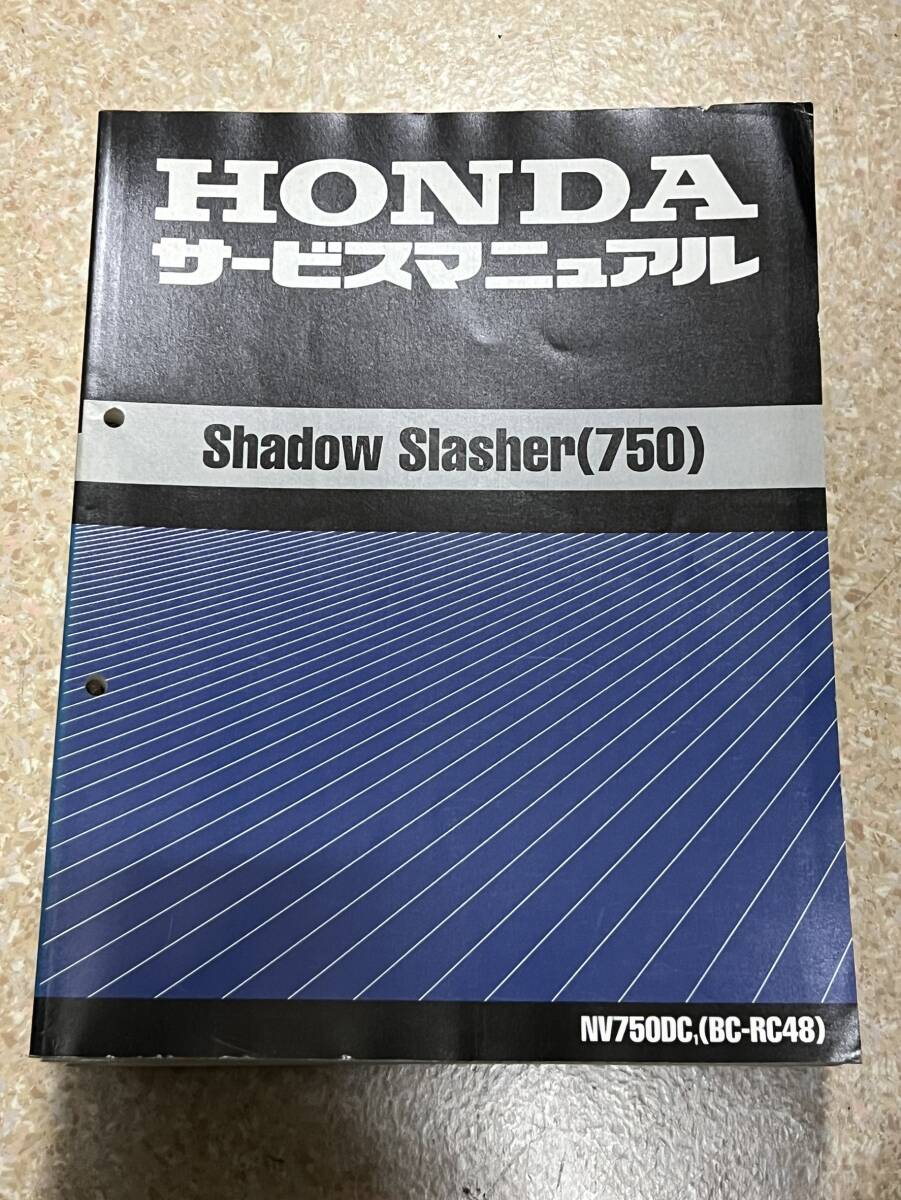 HONDA
サービスマニュアル
Shadow Slasher(750)
NV750DC₁(BC-RC48)